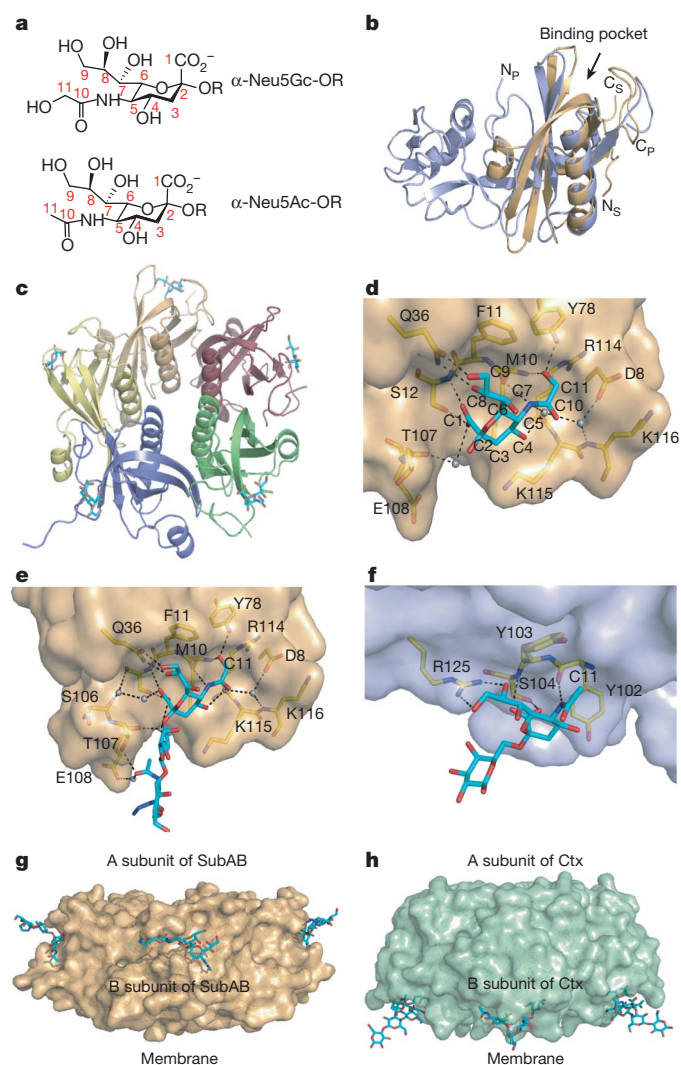 a
HO OH
OH 1 CO2−
9 8 6
11 7 O 2 OR α-Neu5Gc-OR
HO 10 HN 5 4 3
O HO
HO OH
OH 1 CO2−
9 8 6
11 7 O 2 OR α-Neu5Ac-OR
10 HN 5 4 3
O HO
b
Binding pocket
NP
CS
CP
NS
c
d
Y78
Q36 F11
R114
M10 D8
C9
S12 C11
C8 C7 C10
C6
C1 C5
T107 C2 C4 K116
C3
K115
E108
e
Y78
Q36 F11 R114
M10 C11 D8
S106
K115 K116
T107
E108
f
Y103
R125 C11
S104 Y102
g
A subunit of SubAB
B subunit of SubAB
Membrane
h
A subunit of Ctx
B subunit of Ctx
Membrane